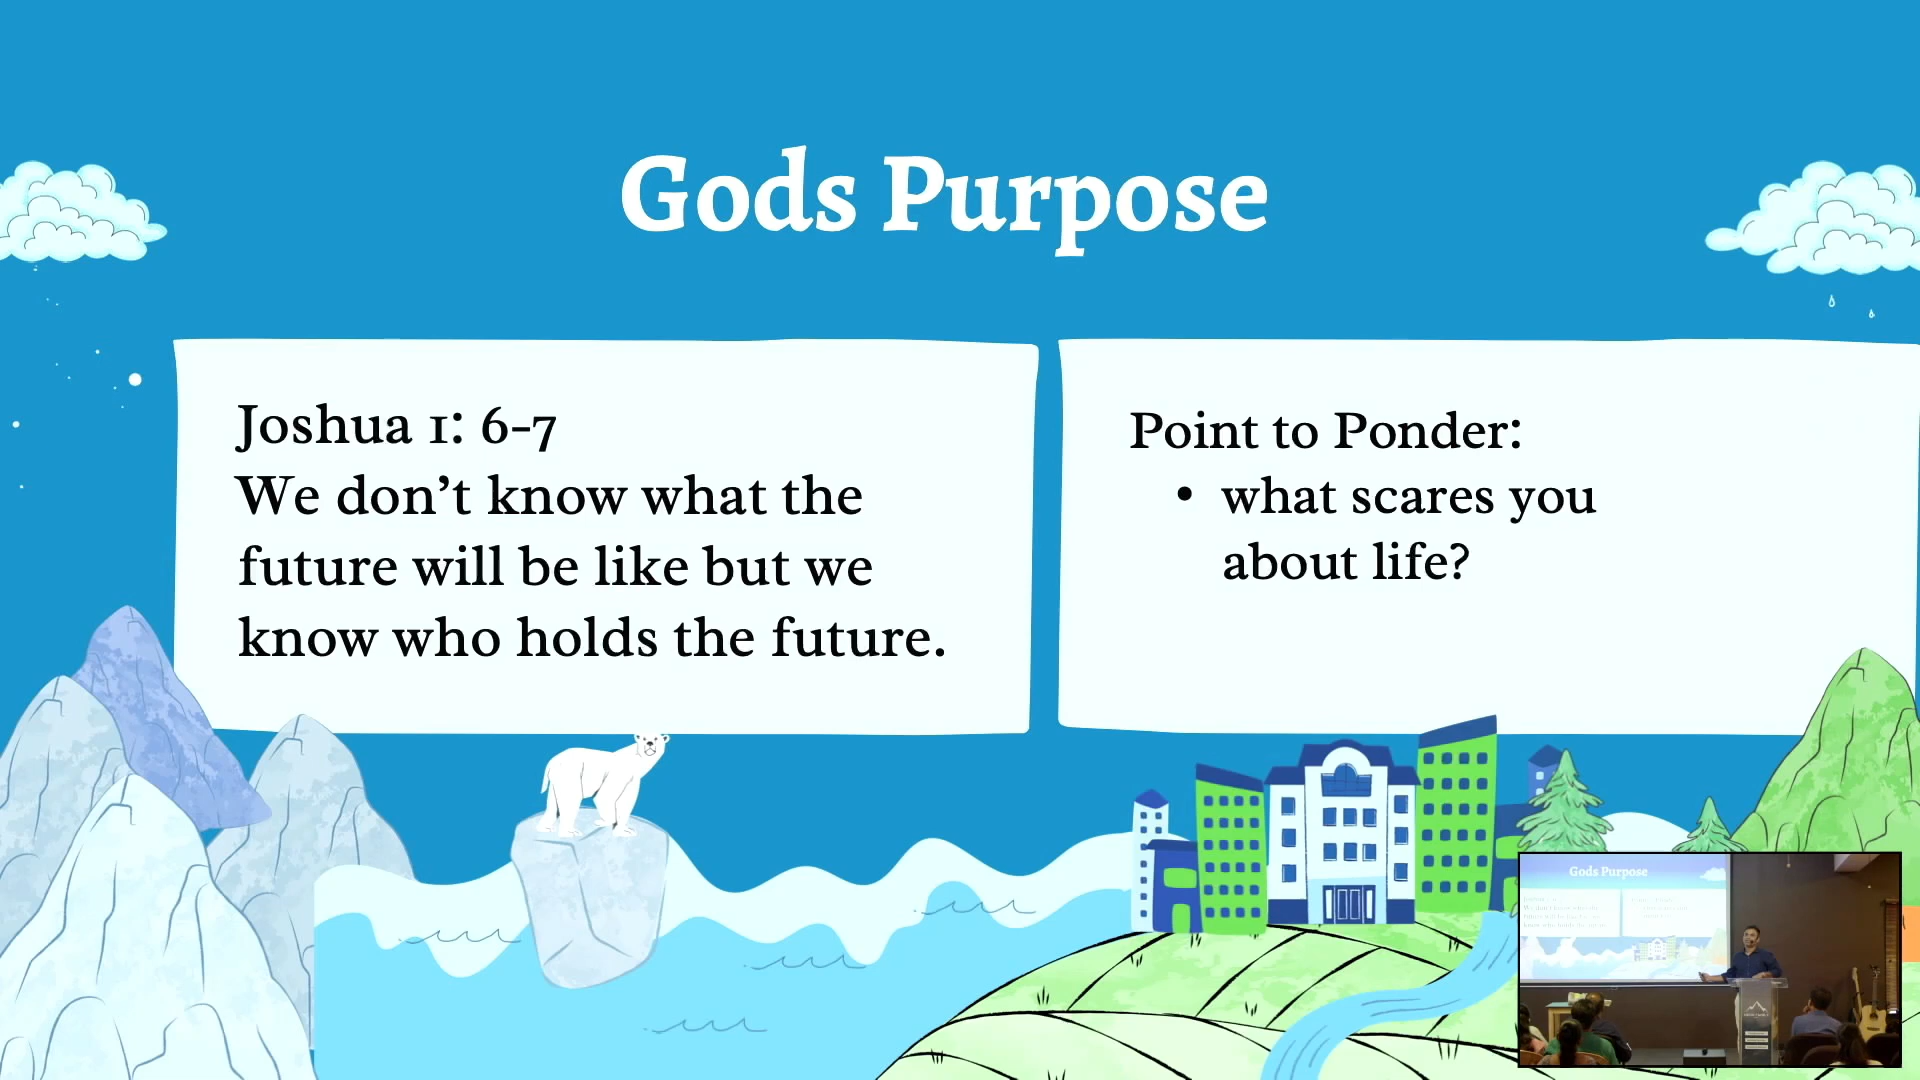 Gods Purpose
Joshua 1: 6-7
We don't know what the
future will be like but we
know who holds the future.
Point to Ponder:
• what scares you
about life?
Gods Purpose